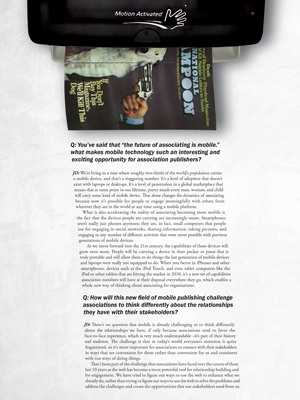 Motion Activated
If You Don't
Buy This
Magazine,
We'll Kill This
Dog
NATIONAL
LAMPOON
Q: You've said that "the future of associating is mobile."
what makes mobile technology such an interesting and
exciting opportunity for association publishers?
JD: We're living in a time where roughly two-thirds of the world's population carries
a mobile device, and that's a staggering number. It's a level of adoption that doesn't
exist with laptops or desktops. It's a level of penetration in a global marketplace that
means that at some point in our lifetime, pretty much every man, woman, and child
will carry some kind of mobile device. That alone changes the dynamics of associating
because now it's possible for people to engage meaningfully with others from
wherever they are in the world at any time using a mobile platform.
What is also accelerating the reality of associating becoming more mobile is
the fact that the devices people are carrying are increasingly smart. Smartphones
aren't really just phones anymore; they are, in fact, small computers that people
use for engaging in social networks, sharing information, taking pictures, and
engaging in any number of different activities that were never possible with previous
generations of mobile devices.
As we move forward into the 21st century, the capabilities of these devices will
grow even more. People will be carrying a device in their pocket or purse that is
truly portable and will allow them to do things the last generation of mobile devices
and laptops were really not equipped to do. When you factor in iPhones and other
smartphones, devices such as the iPod Touch, and even tablet computers like the
iPad or other tablets that are hitting the market in 2010, it's a new set of capabilities
association members will have at their disposal everywhere they go, which enables a
whole new way of thinking about associating for organizations.
Q: How will this new field of mobile publishing challenge
associations to think differently about the relationships
they have with their stakeholders?
JD: There's no question that mobile is already challenging us to think differently
about the relationships we have, if only because associations tend to favor the
face-to-face experience, which is very much understandable -it's part of their history
and tradition. The challenge is that in today's world everyone's attention is quite
fragmented, so it's more important for associations to connect with their stakeholders
in ways that are convenient for them rather than convenient for us and consistent
with our ways of doing things.
That's been part of the challenge that associations have faced over the course of these
last 10 years as the web has become a more powerful tool for relationship building and
for engagement. We have tried to figure out ways to use the web to enhance what we
already do, rather than trying to figure out ways to use the web to solve the problems and
address the challenges and create the opportunities that our stakeholders need from us